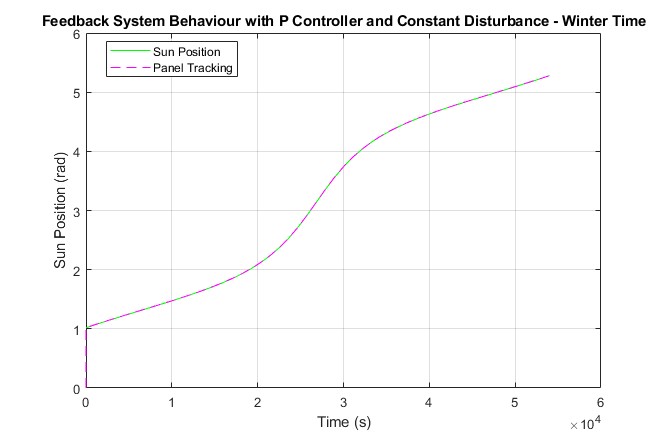 Feedback System Behaviour with P Controller and Constant Disturbance - Winter Time
Sun Position
Panel Tracking
Sun Position (rad)
6
5
4
3
2
1
0
0 1 2 3 4 5 6
Time (s)
×10^4